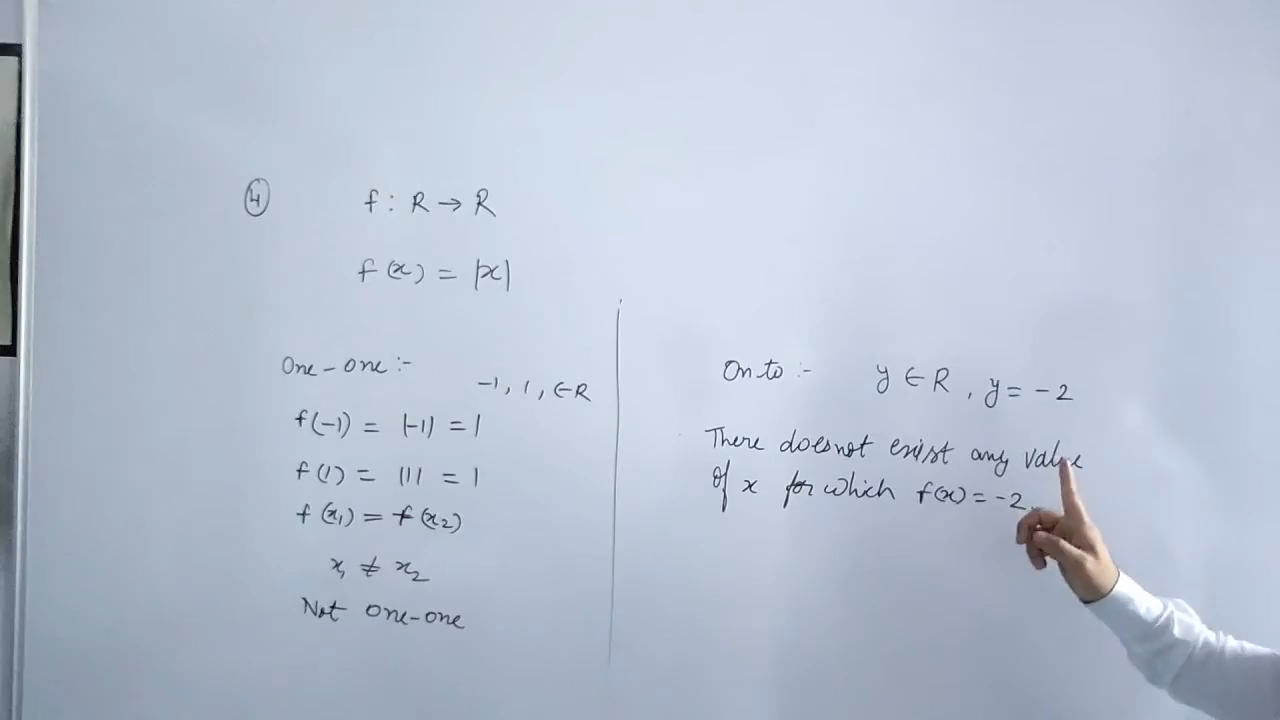 4
f : R → R
f(x) = |x|
One-one :-
-1, 1, ∈R
f(-1) = |-1| = 1
f(1) = |1| = 1
f(x₁) = f(x₂)
x₁ ≠ x₂
Not one-one
Onto :- y ∈ R, y = -2
There does not exist any value
of x for which f(x) = -2.